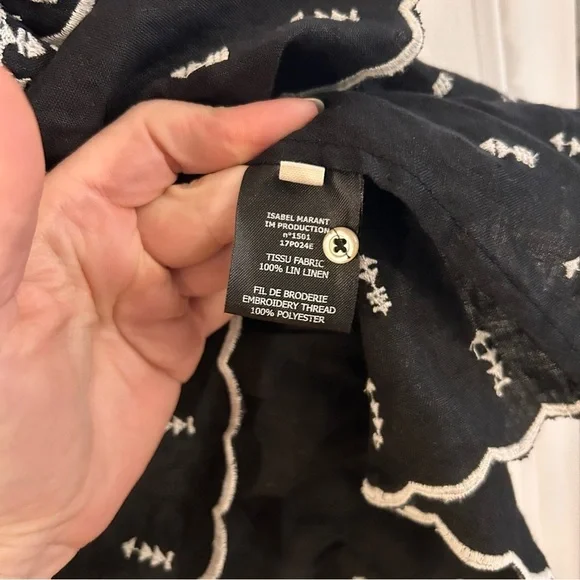 ISABEL MARANT
IM PRODUCTION
n°1501
17P024E
TISSU FABRIC
100% LIN LINEN
FIL DE BRODERIE
EMBROIDERY THREAD
100% POLYESTER